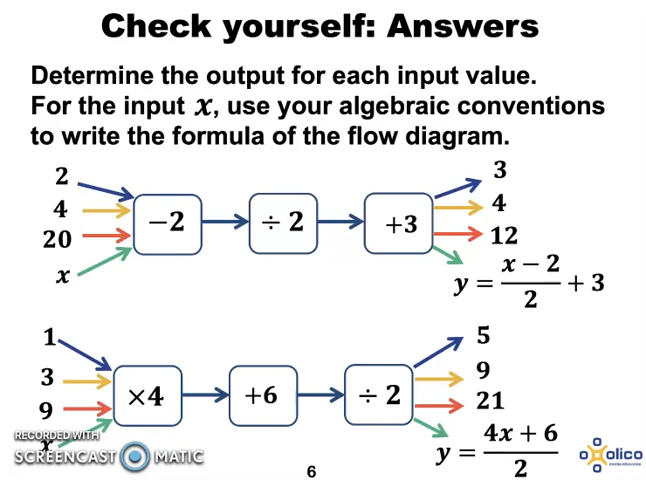 Check yourself: Answers
Determine the output for each input value.
For the input x, use your algebraic conventions
to write the formula of the flow diagram.
2
4
20
x
−2
÷ 2
+3
3
4
12
y = (x − 2)/2 + 3
1
3
9
x
×4
+6
÷ 2
5
9
21
y = (4x + 6)/2
RECORDED WITH
SCREENCAST MATIC
6
olico